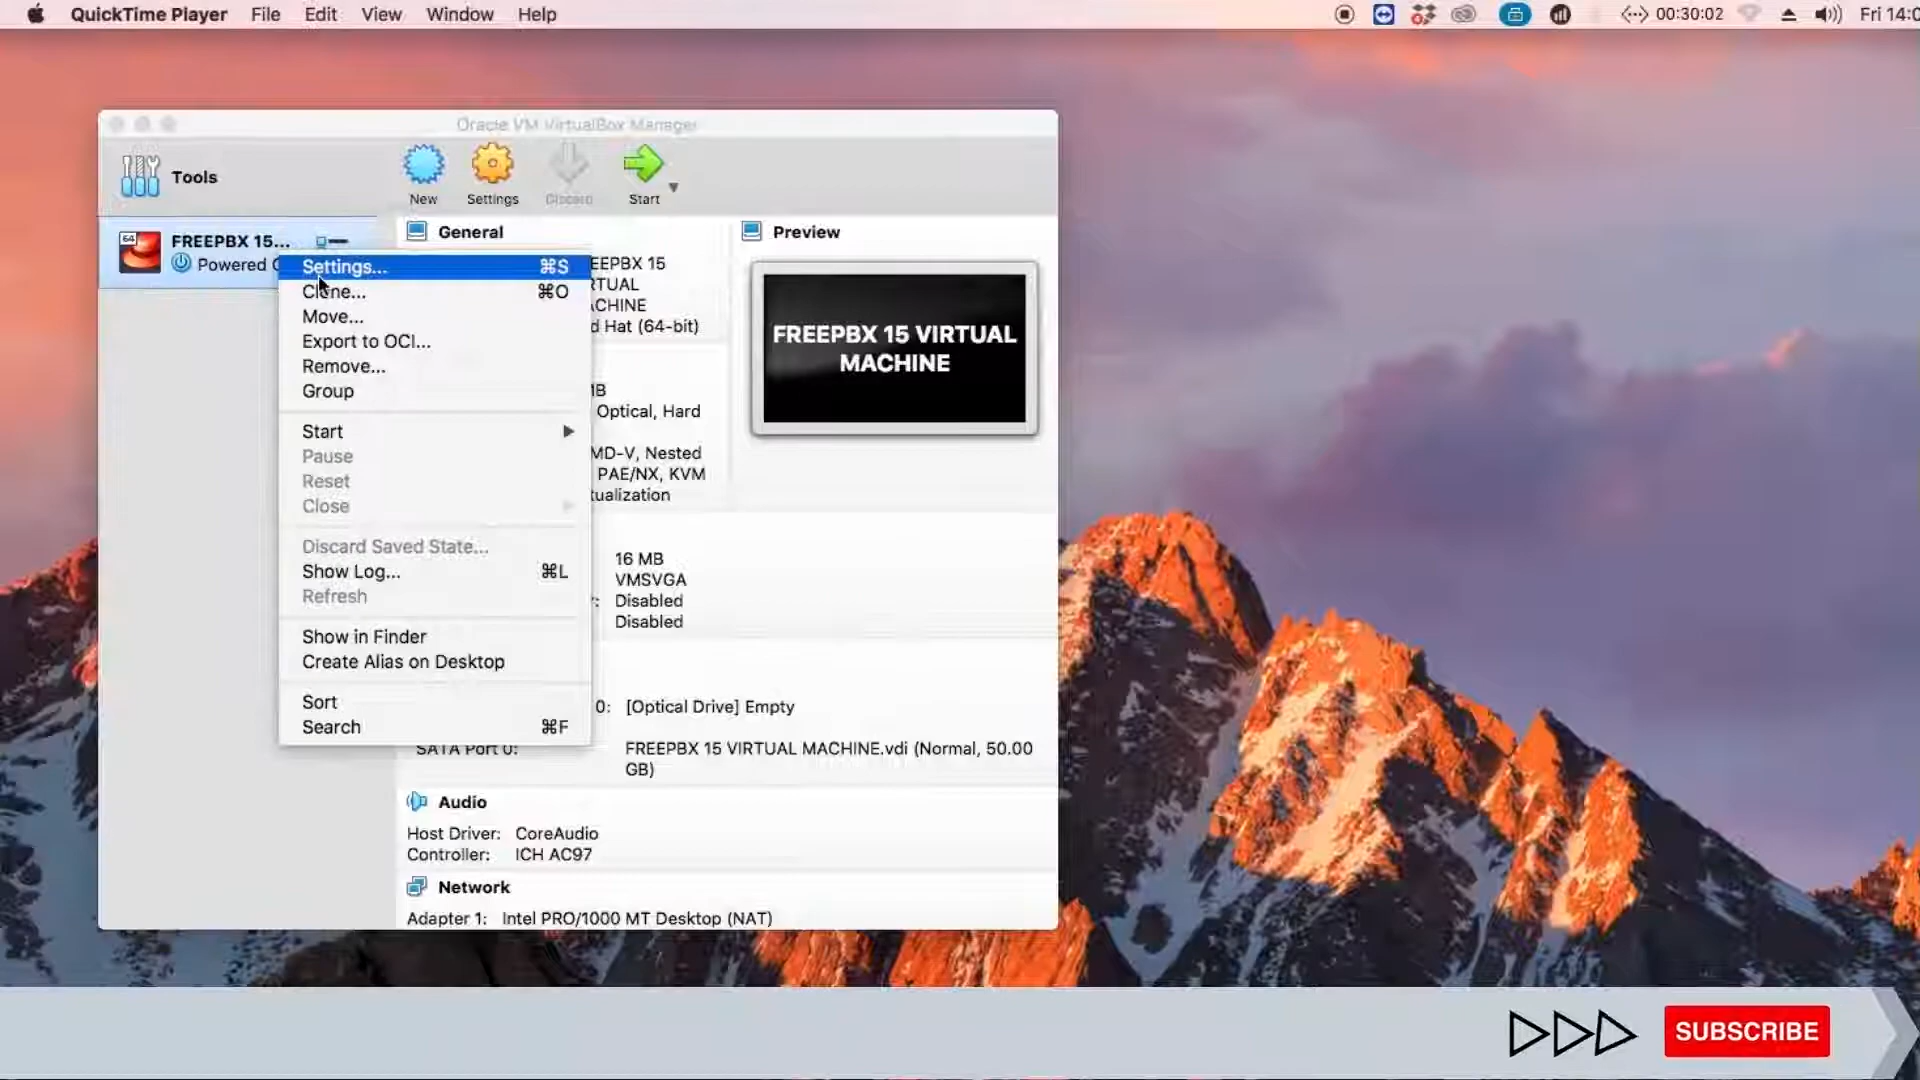 QuickTime Player File Edit View Window Help 00:30:02 Fri 14:0
Oracle VM VirtualBox Manager
Tools
New Settings Discard Start
64 FREEPBX 15...
Powered
General
Preview
Settings... ⌘S
Clone... ⌘O
Move...
Export to OCI...
Remove...
Group
Start
Pause
Reset
Close
Discard Saved State...
Show Log... ⌘L
Refresh
Show in Finder
Create Alias on Desktop
Sort
Search ⌘F
EEPBX 15
RTUAL
ACHINE
d Hat (64-bit)
FREEPBX 15 VIRTUAL
MACHINE
MB
Optical, Hard
MD-V, Nested
PAE/NX, KVM
tualization
16 MB
VMSVGA
Disabled
Disabled
0: [Optical Drive] Empty
SATA Port 0: FREEPBX 15 VIRTUAL MACHINE.vdi (Normal, 50.00
GB)
Audio
Host Driver: CoreAudio
Controller: ICH AC97
Network
Adapter 1: Intel PRO/1000 MT Desktop (NAT)
SUBSCRIBE